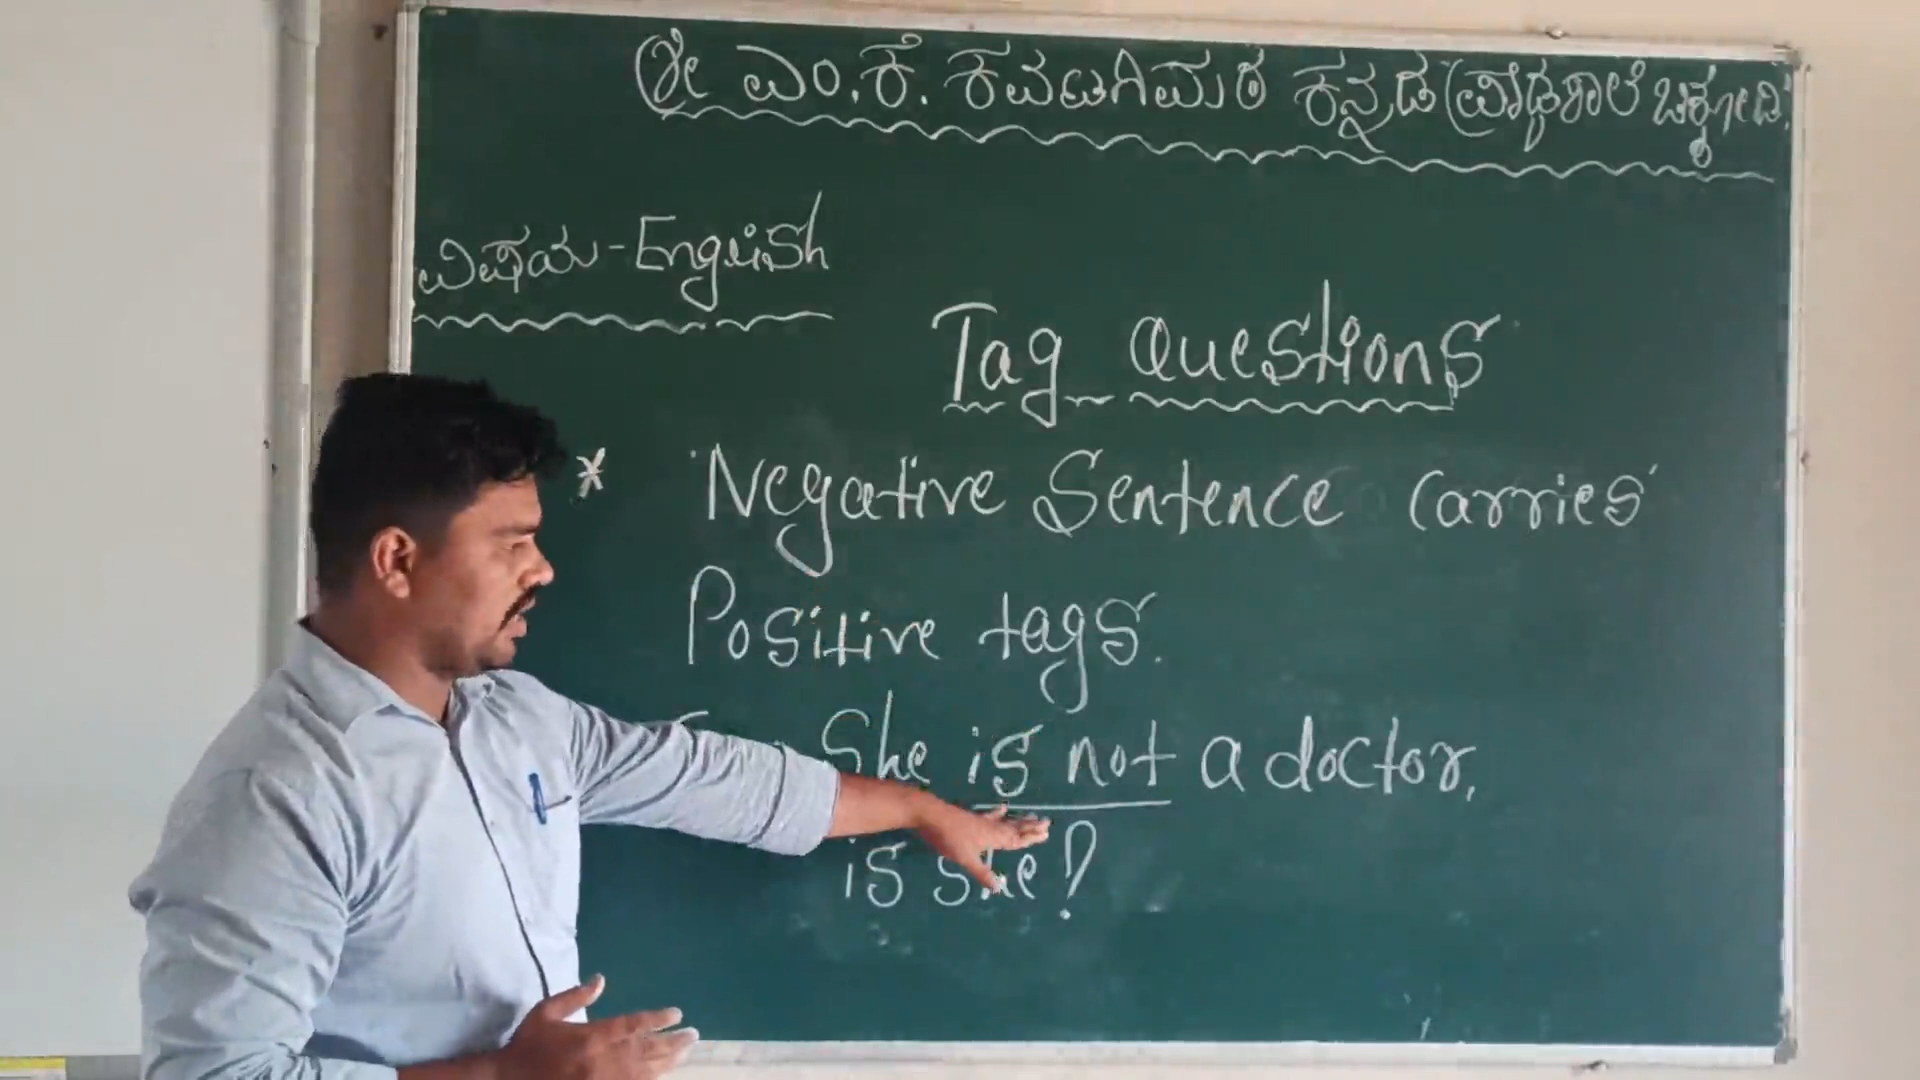 ಶ್ರೀ ಎಂ.ಕೆ. ಕವಟಗಿಮಠ ಕನ್ನಡ ಪ್ರೌಢಶಾಲೆ ಚಿಕ್ಕೋಡಿ.
ವಿಷಯ-English
Tag Questions
* Negative Sentence Carries
Positive tags.
She is not a doctor,
is she?